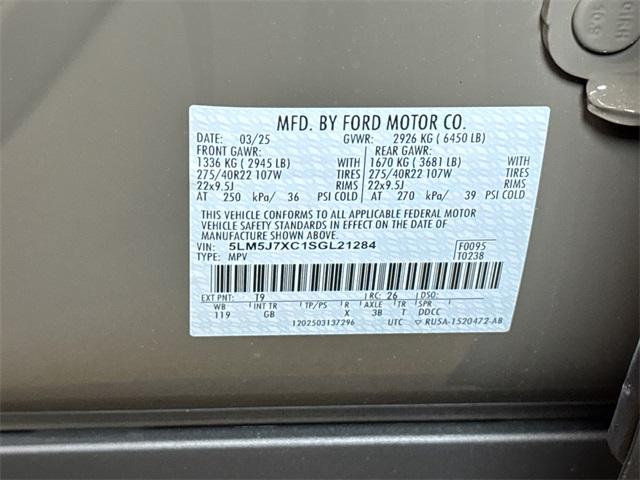 MFD. BY FORD MOTOR CO.
DATE: 03/25 GVWR: 2926 KG ( 6450 LB)
FRONT GAWR: REAR GAWR:
1336 KG ( 2945 LB) WITH 1670 KG ( 3681 LB) WITH
275/40R22 107W TIRES 275/40R22 107W TIRES
22x9.5J RIMS 22x9.5J RIMS
AT 250 kPa/ 36 PSI COLD AT 270 kPa/ 39 PSI COLD
THIS VEHICLE CONFORMS TO ALL APPLICABLE FEDERAL MOTOR
VEHICLE SAFETY STANDARDS IN EFFECT ON THE DATE OF
MANUFACTURE SHOWN ABOVE.
VIN: 5LM5J7XC1SGL21284 F0095
TYPE: MPV T0238
EXT PNT: T9 RC: 26 DSO:
WB INT TR TP/PS R AXLE TR SPR
119 GB X 3B T DDCC
1202503137296 UTC RUSA-1520472-AB